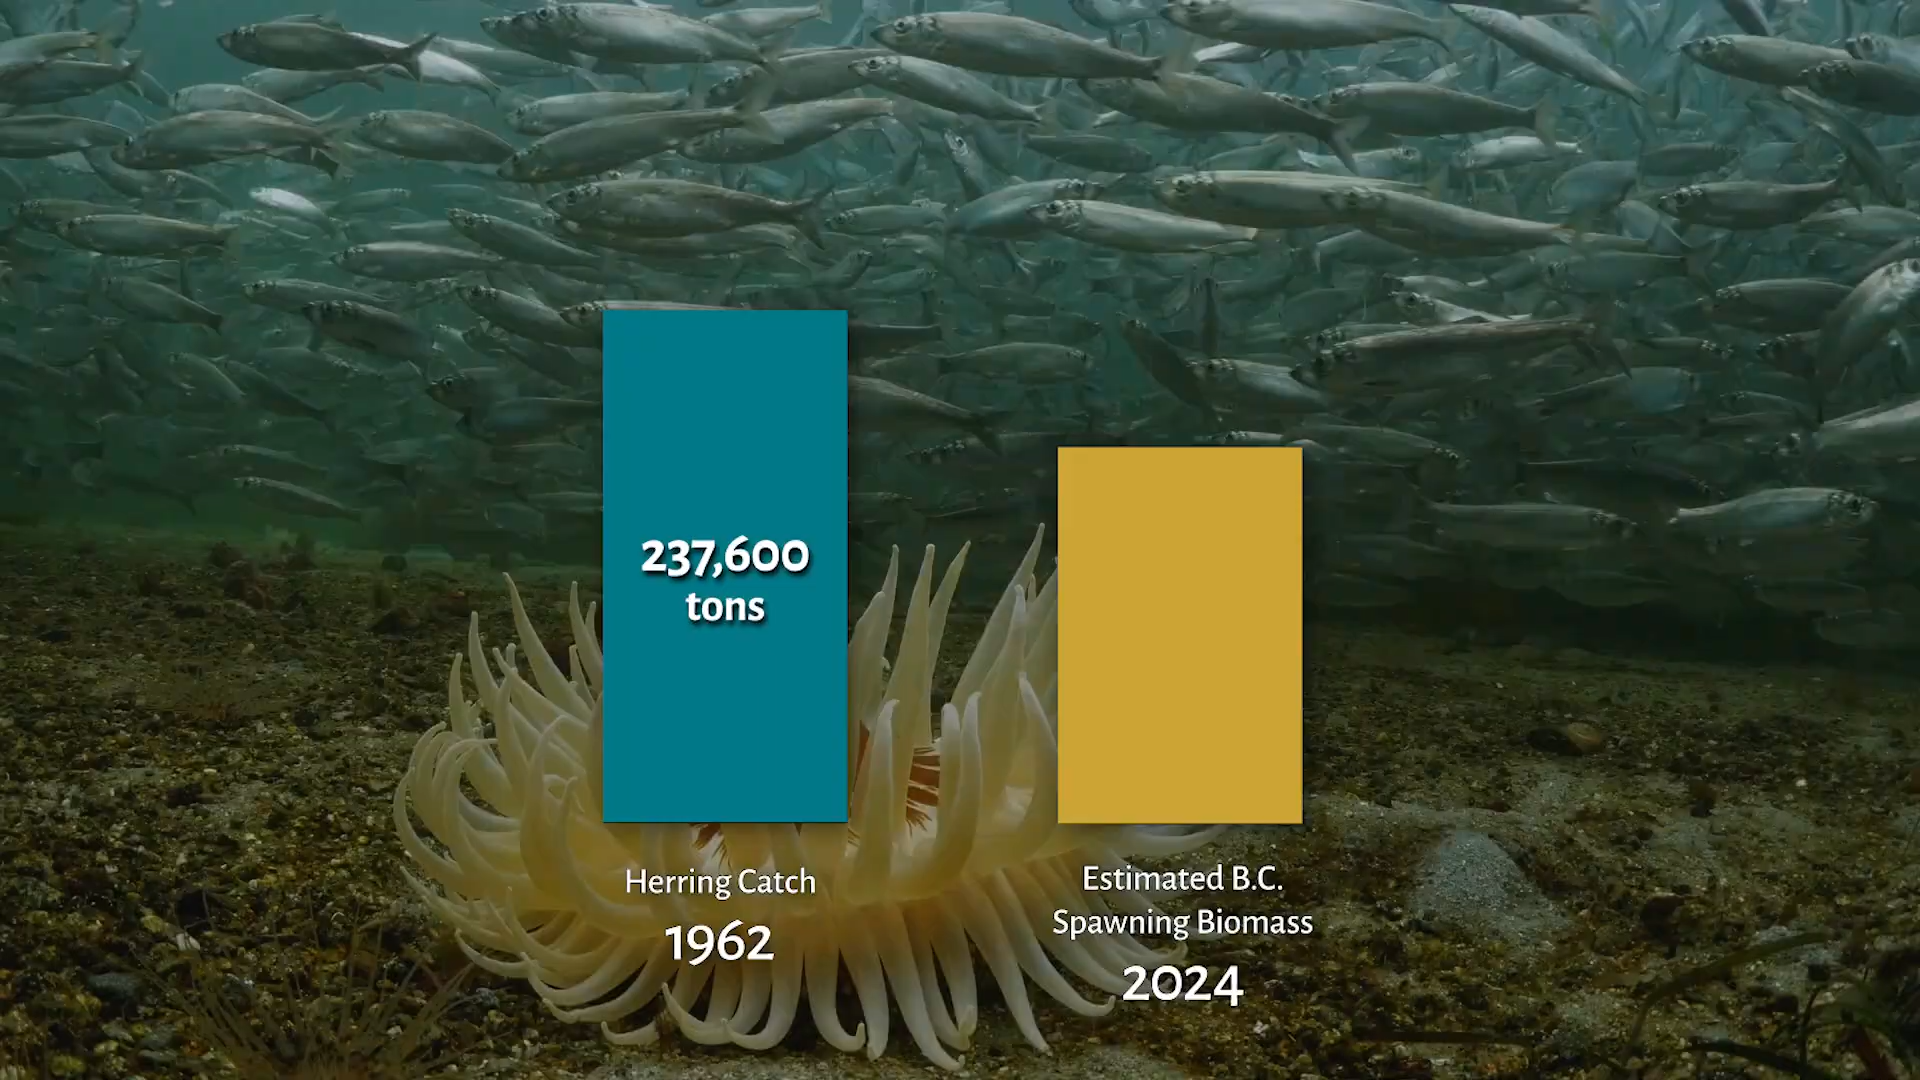 237,600
tons
Herring Catch
1962
Estimated B.C.
Spawning Biomass
2024